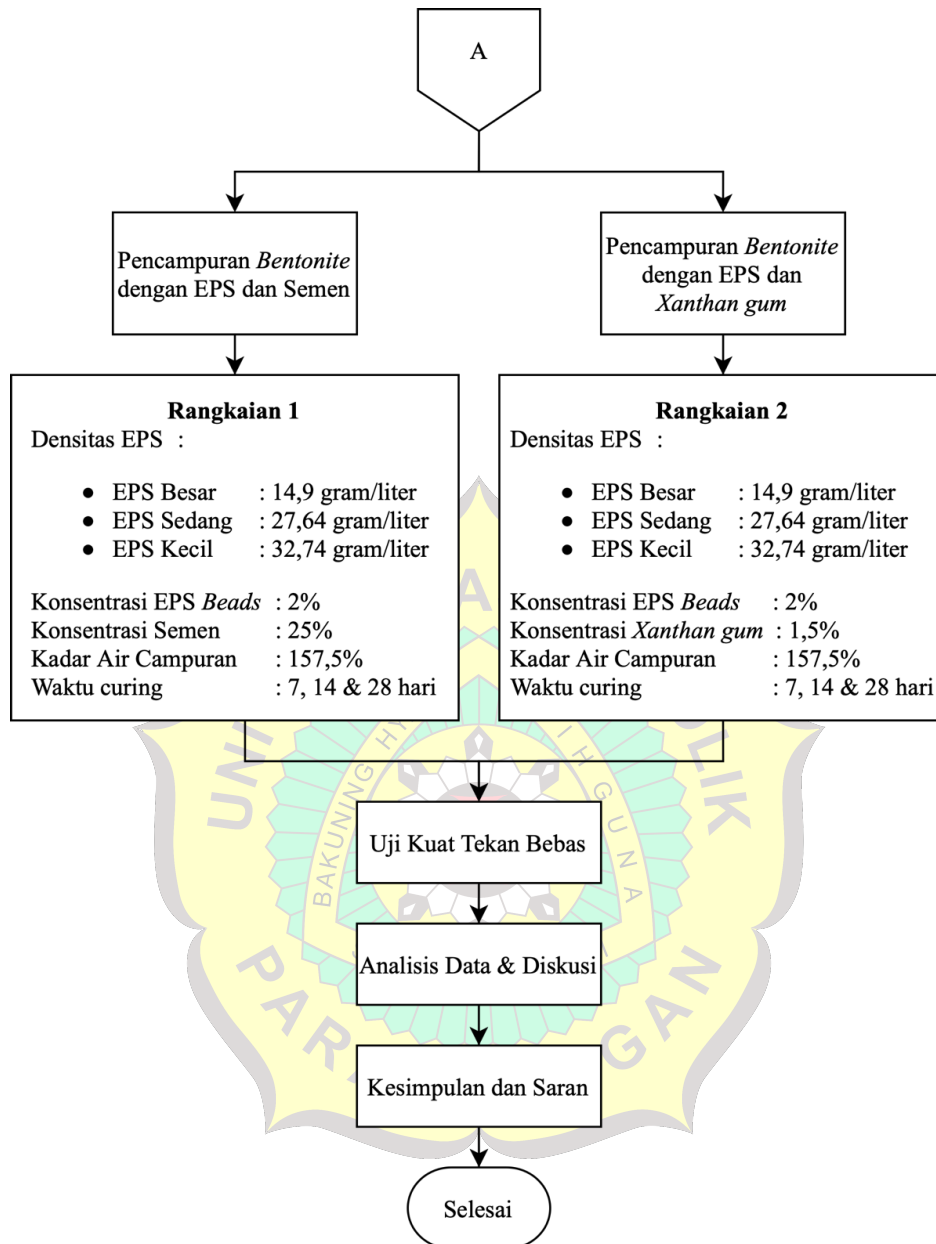 A
Pencampuran Bentonite
dengan EPS dan Semen
Pencampuran Bentonite
dengan EPS dan
Xanthan gum
Rangkaian 1
Densitas EPS :
● EPS Besar : 14,9 gram/liter
● EPS Sedang : 27,64 gram/liter
● EPS Kecil : 32,74 gram/liter
Konsentrasi EPS Beads : 2%
Konsentrasi Semen : 25%
Kadar Air Campuran : 157,5%
Waktu curing : 7, 14 & 28 hari
Rangkaian 2
Densitas EPS :
● EPS Besar : 14,9 gram/liter
● EPS Sedang : 27,64 gram/liter
● EPS Kecil : 32,74 gram/liter
Konsentrasi EPS Beads : 2%
Konsentrasi Xanthan gum : 1,5%
Kadar Air Campuran : 157,5%
Waktu curing : 7, 14 & 28 hari
Uji Kuat Tekan Bebas
Analisis Data & Diskusi
Kesimpulan dan Saran
Selesai
BAKUNING
GUNA